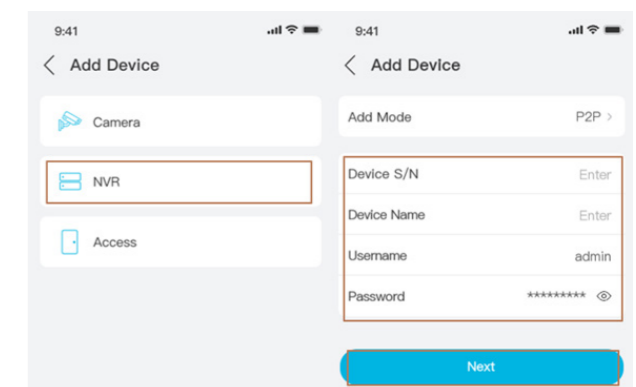 9:41
Add Device
Camera
NVR
Access
9:41
Add Device
Add Mode P2P >
Device S/N Enter
Device Name Enter
Username admin
Password *********
Next